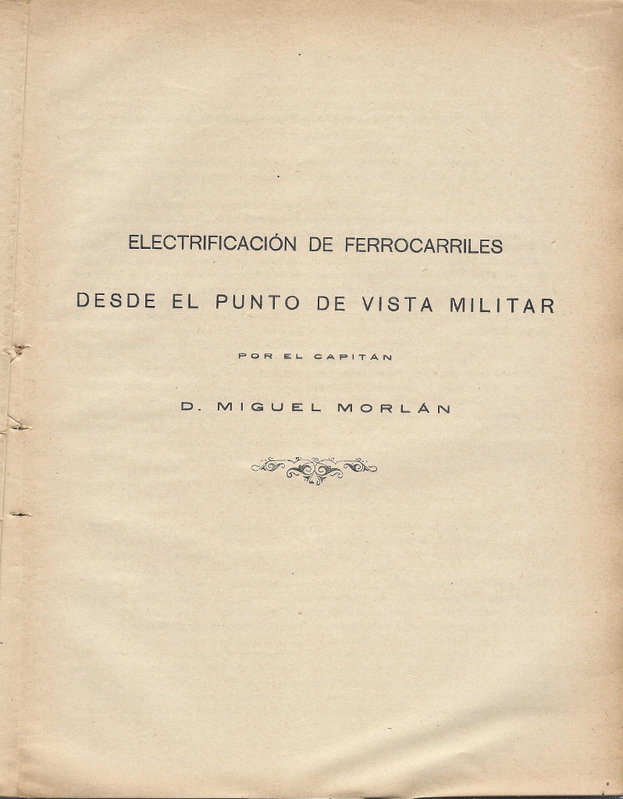 ELECTRIFICACIÓN DE FERROCARRILES
DESDE EL PUNTO DE VISTA MILITAR
POR EL CAPITÁN
D. MIGUEL MORLÁN